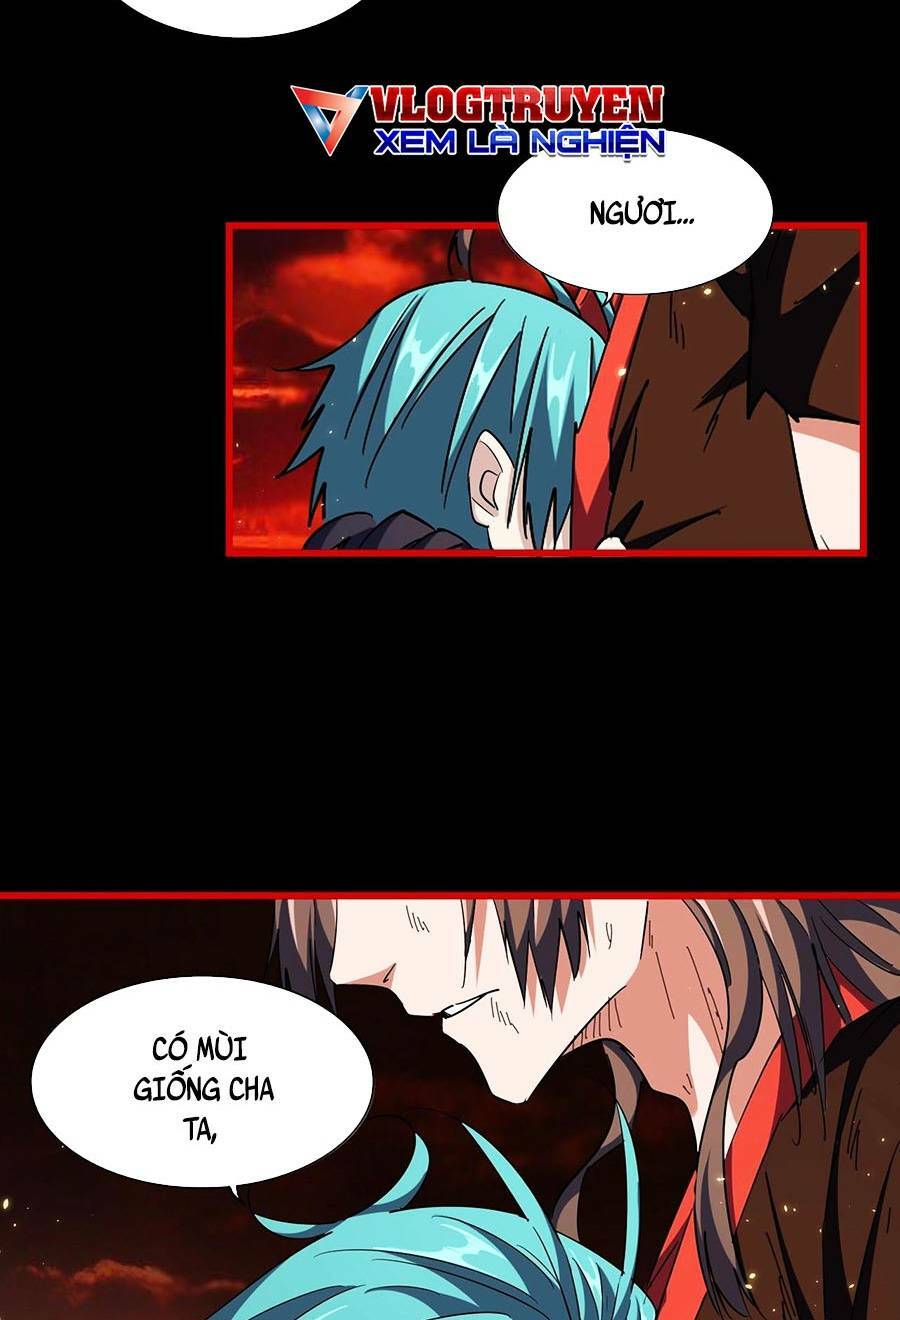 VLOGTRUYEN
XEM LÀ NGHIỆN
NGƯƠI...
CÓ MÙI
GIỐNG CHA
TA,